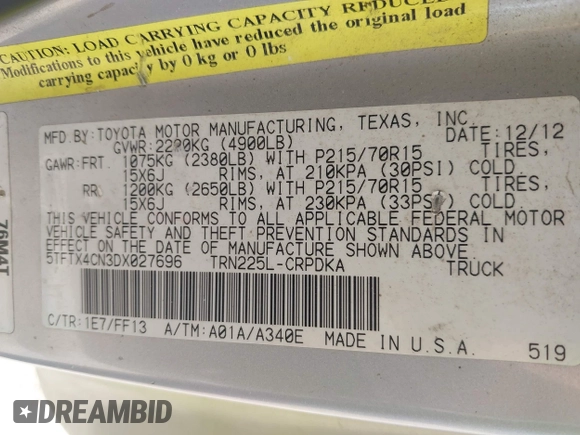 CAUTION: LOAD CARRYING CAPACITY REDUCED
Modifications to this vehicle have reduced the original load
carrying capacity by 0 kg or 0 lbs
MFD BY: TOYOTA MOTOR MANUFACTURING, TEXAS, INC.
GVWR: 2200KG (4900LB) DATE: 12/12
GAWR: FRT 1075KG (2380LB) WITH P215/70R15 TIRES,
15X6J RIMS, AT 210KPA (30PSI) COLD
RR 1200KG (2650LB) WITH P215/70R15 TIRES,
15X6J RIMS, AT 230KPA (33PSI) COLD.
THIS VEHICLE CONFORMS TO ALL APPLICABLE FEDERAL MOTOR
VEHICLE SAFETY AND THEFT PREVENTION STANDARDS IN
EFFECT ON THE DATE OF MANUFACTURE SHOWN ABOVE.
5TFTX4CN3DX027696 TRN225L-CRPDKA TRUCK
C/TR: 1E7/FF13 A/TM: A01A/A340E MADE IN U.S.A. 519
76M4T
DREAMBID